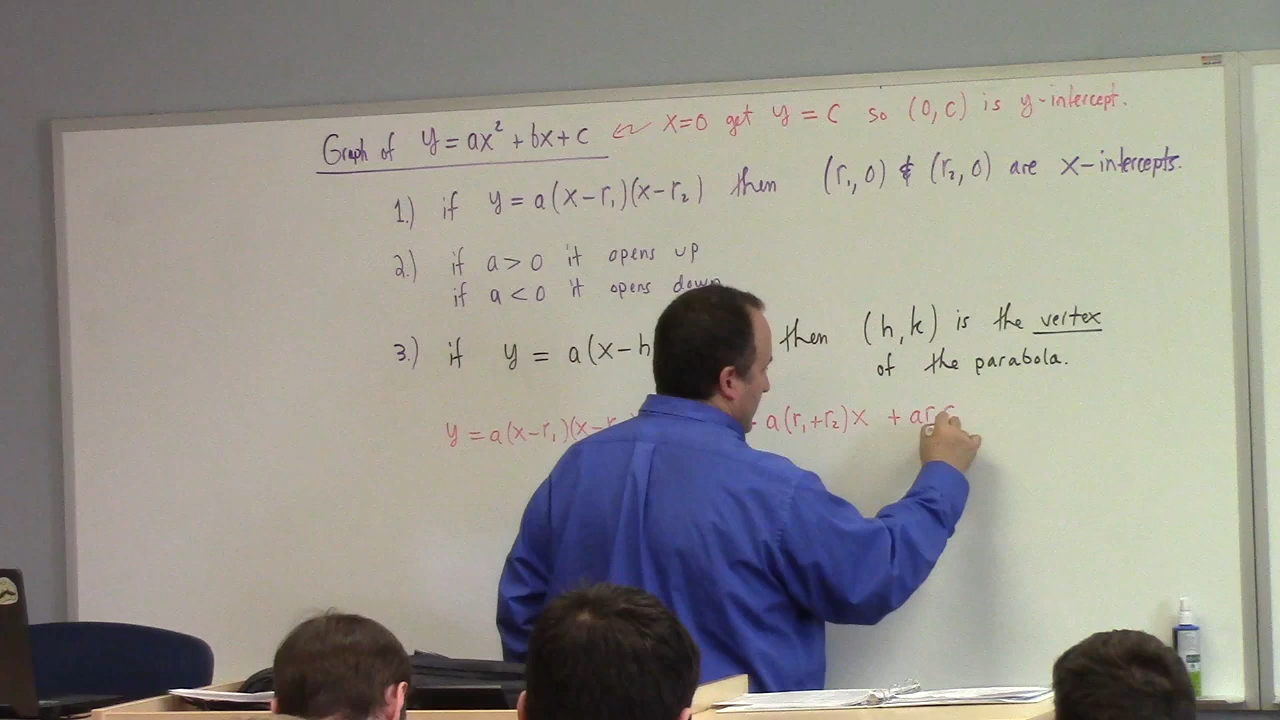 Graph of y = ax² + bx + c ⇐ x=0 get y = c so (0,c) is y-intercept.
1.) if y = a(x-r₁)(x-r₂) then (r₁,0) & (r₂,0) are x-intercepts.
2.) if a > 0 it opens up
if a < 0 it opens down
3.) if y = a(x-h then (h,k) is the vertex
of the parabola.
y = a(x-r₁)(x-r a(r₁+r₂)x + ar